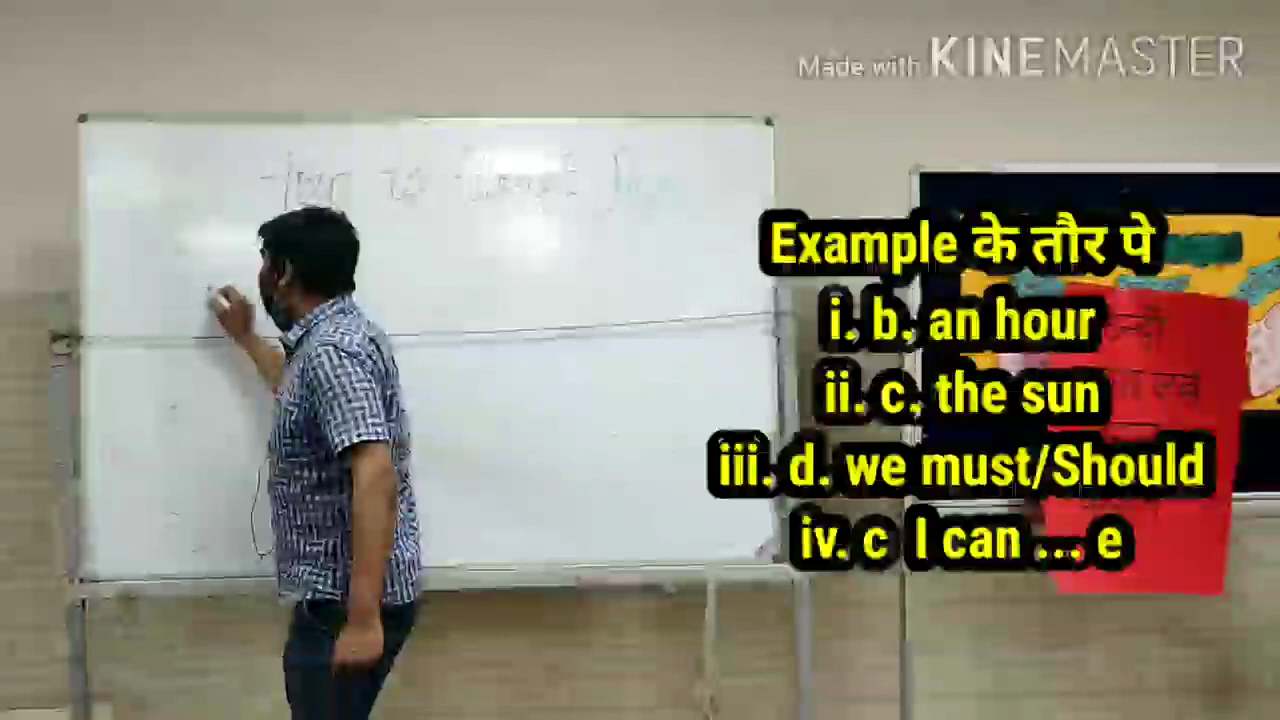 Made with KINEMASTER
Example के तौर पे
i. b. an hour
ii. c. the sun
iii. d. we must/Should
iv. c I can ... e